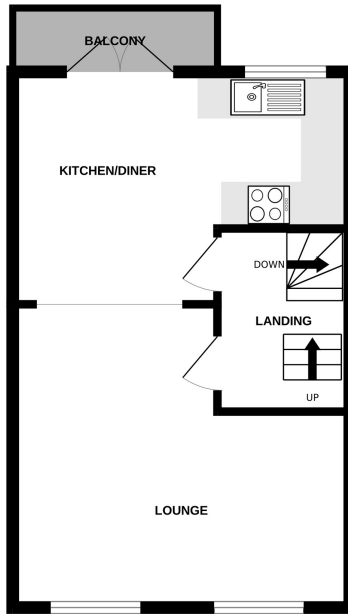 BALCONY
KITCHEN/DINER
DOWN
LANDING
UP
LOUNGE